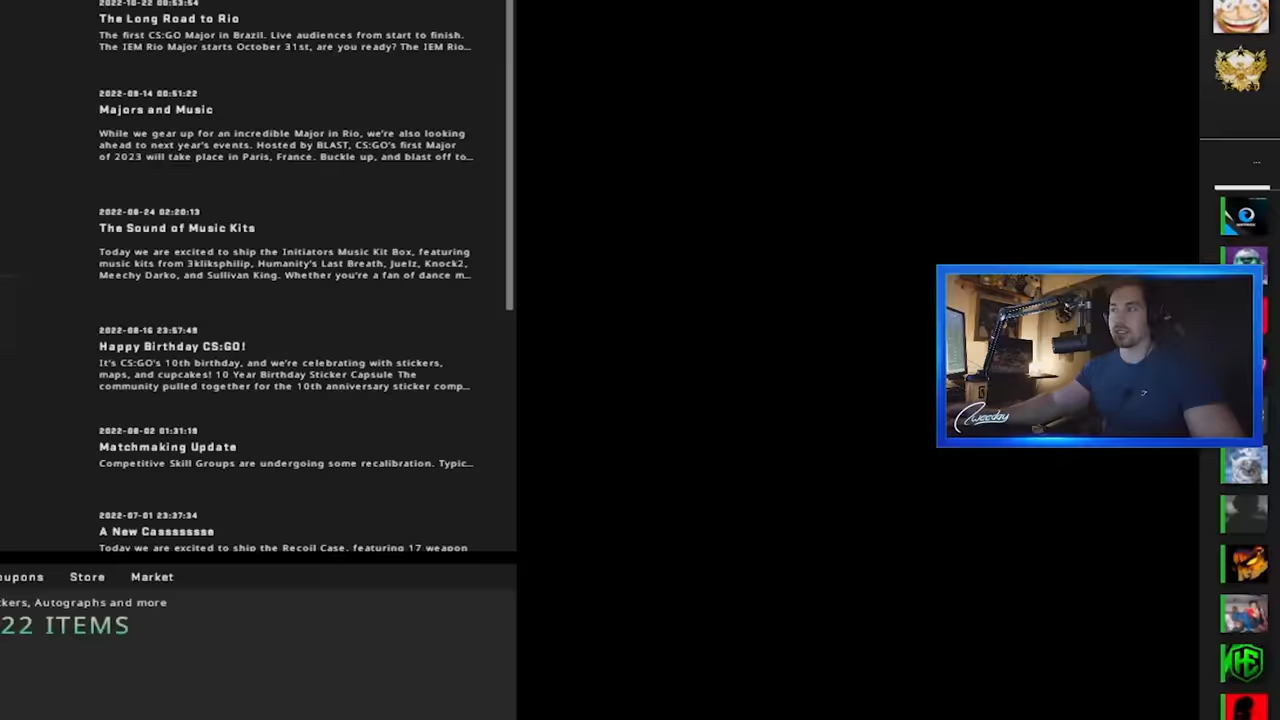 2022-10-22 00:53:54
The Long Road to Rio
The first CS:GO Major in Brazil. Live audiences from start to finish.
The IEM Rio Major starts October 31st, are you ready? The IEM Rio...
2022-09-14 00:51:22
Majors and Music
While we gear up for an incredible Major in Rio, we're also looking
ahead to next year's events. Hosted by BLAST, CS:GO's first Major
of 2023 will take place in Paris, France. Buckle up, and blast off to...
2022-08-24 02:20:13
The Sound of Music Kits
Today we are excited to ship the Initiators Music Kit Box, featuring
music kits from 3kliksphilip, Humanity's Last Breath, Juelz, Knock2,
Meechy Darko, and Sullivan King. Whether you're a fan of dance m...
2022-08-16 23:57:49
Happy Birthday CS:GO!
It's CS:GO's 10th birthday, and we're celebrating with stickers,
maps, and cupcakes! 10 Year Birthday Sticker Capsule The
community pulled together for the 10th anniversary sticker comp...
2022-08-02 01:31:19
Matchmaking Update
Competitive Skill Groups are undergoing some recalibration. Typic...
2022-07-01 23:37:34
A New Cassssssse
Today we are excited to ship the Recoil Case, featuring 17 weapon
oupons Store Market
kers, Autographs and more
22 ITEMS
...
HE